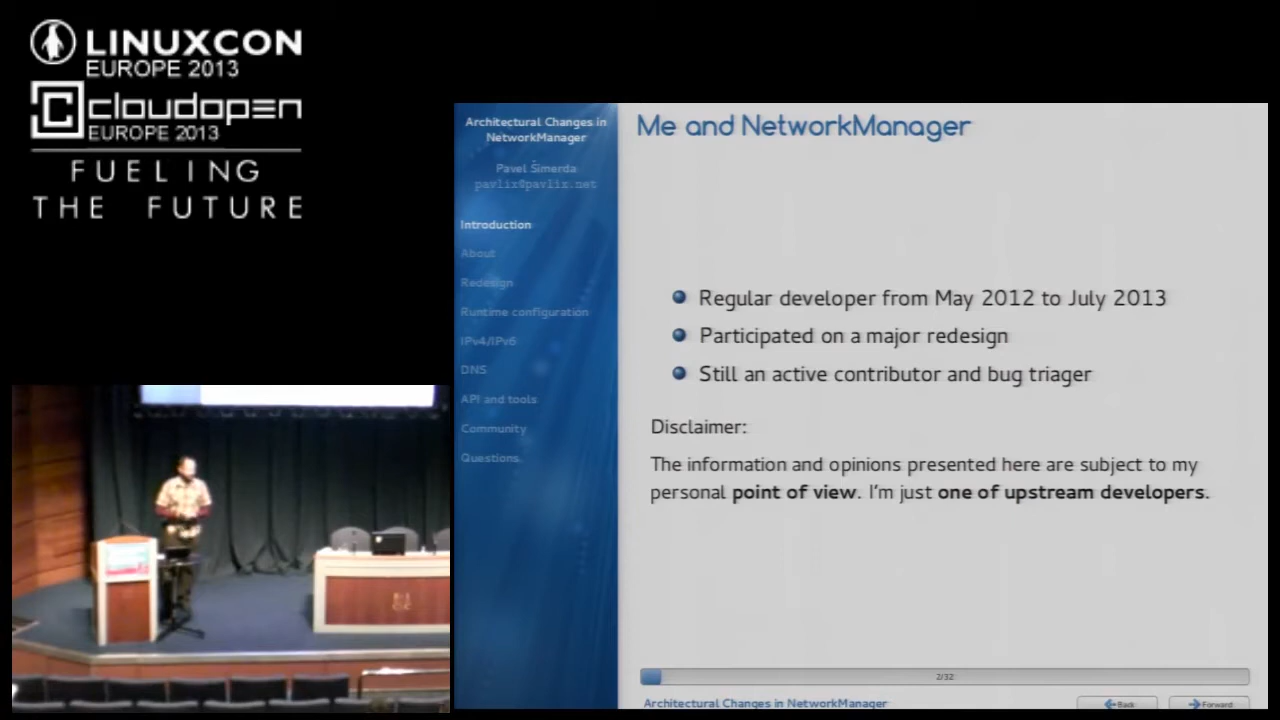 LINUXCON
EUROPE 2013
cloudopen
EUROPE 2013
FUELING
THE FUTURE
Architectural Changes in
NetworkManager
Pavel Šimerda
pavlix@pavlix.net
Introduction
About
Redesign
Runtime configuration
IPv4/IPv6
DNS
API and tools
Community
Questions.
Me and NetworkManager
Regular developer from May 2012 to July 2013
Participated on a major redesign
Still an active contributor and bug triager
Disclaimer:
The information and opinions presented here are subject to my
personal point of view. I'm just one of upstream developers.
2/32
Architectural Changes in NetworkManager
Back
Forward